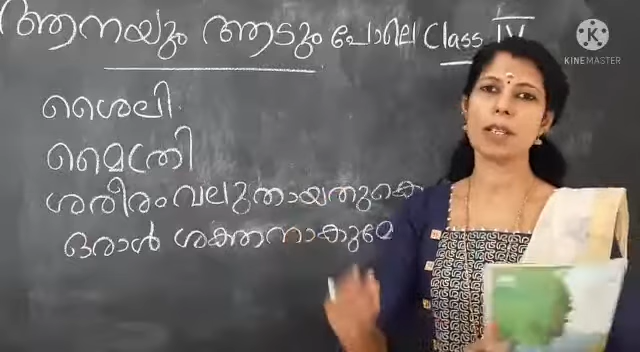 ആനയും ആടും പോലെ Class IV
KINEMASTER
ശൈലി
മൈത്രി
ശരീരം വലുതായതുകൊ
ഒരാൾ ശക്തനാകുമേ